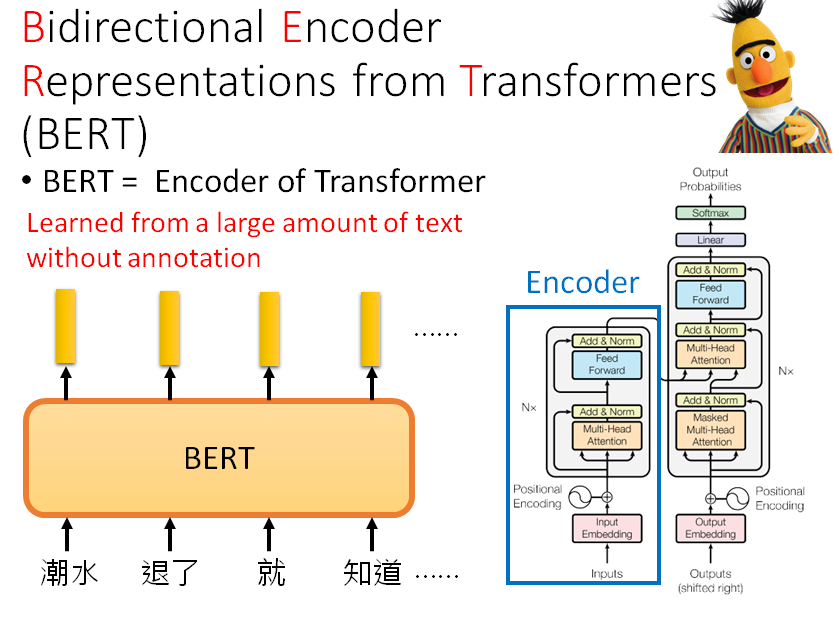 Bidirectional Encoder
Representations from Transformers
(BERT)
• BERT = Encoder of Transformer
Learned from a large amount of text
without annotation
……
BERT
潮水 退了 就 知道 ……
Encoder
Output
Probabilities
Softmax
Linear
Add & Norm
Feed
Forward
Add & Norm
Multi-Head
Attention
Add & Norm
Masked
Multi-Head
Attention
Nx
Positional
Encoding
Output
Embedding
Outputs
(shifted right)
Add & Norm
Feed
Forward
Add & Norm
Multi-Head
Attention
N×
Positional
Encoding
Input
Embedding
Inputs